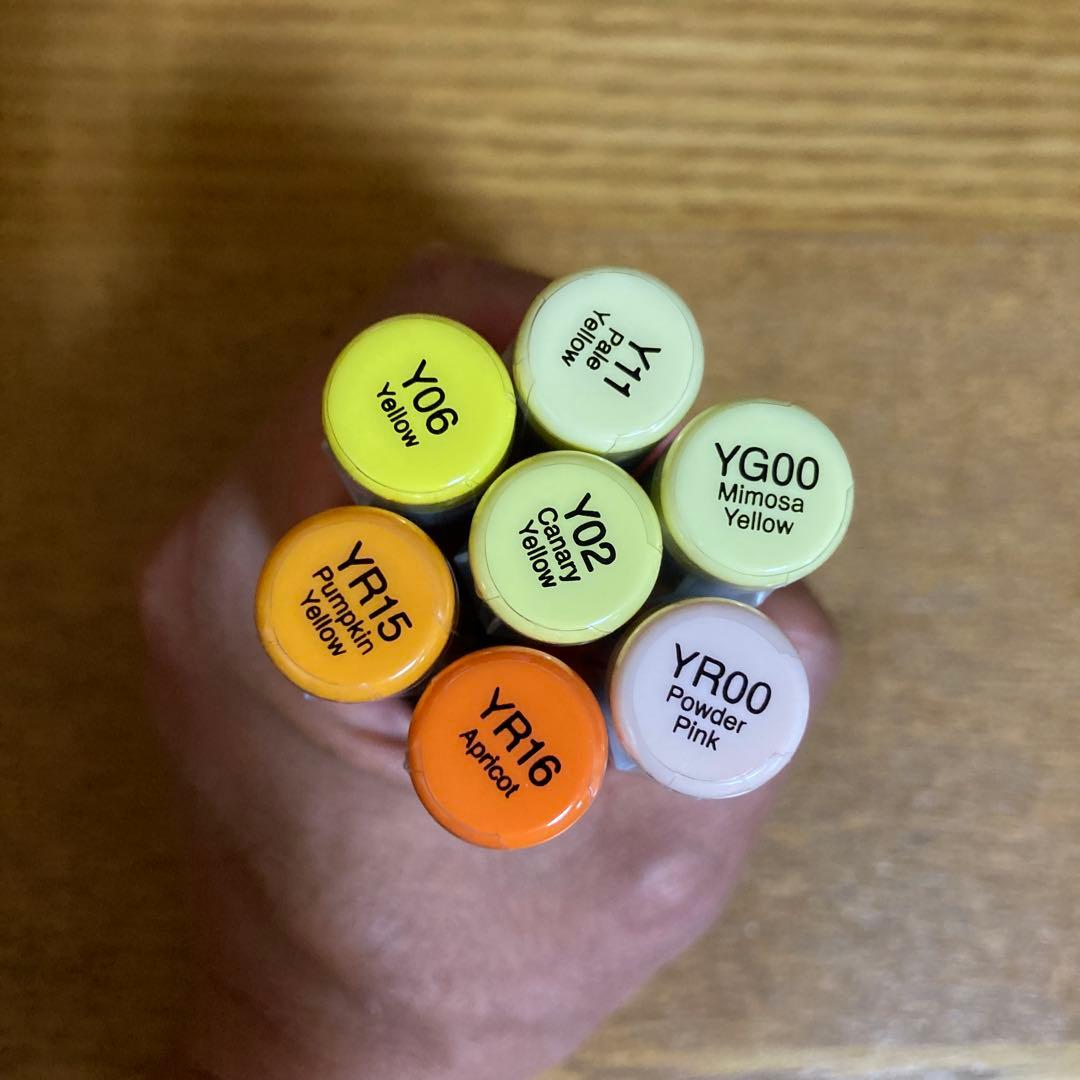 Y11
Pale
Yellow
Y06
Yellow
YG00
Mimosa
Yellow
Y02
Canary
Yellow
YR15
Pumpkin
Yellow
YR00
Powder
Pink
YR16
Apricot